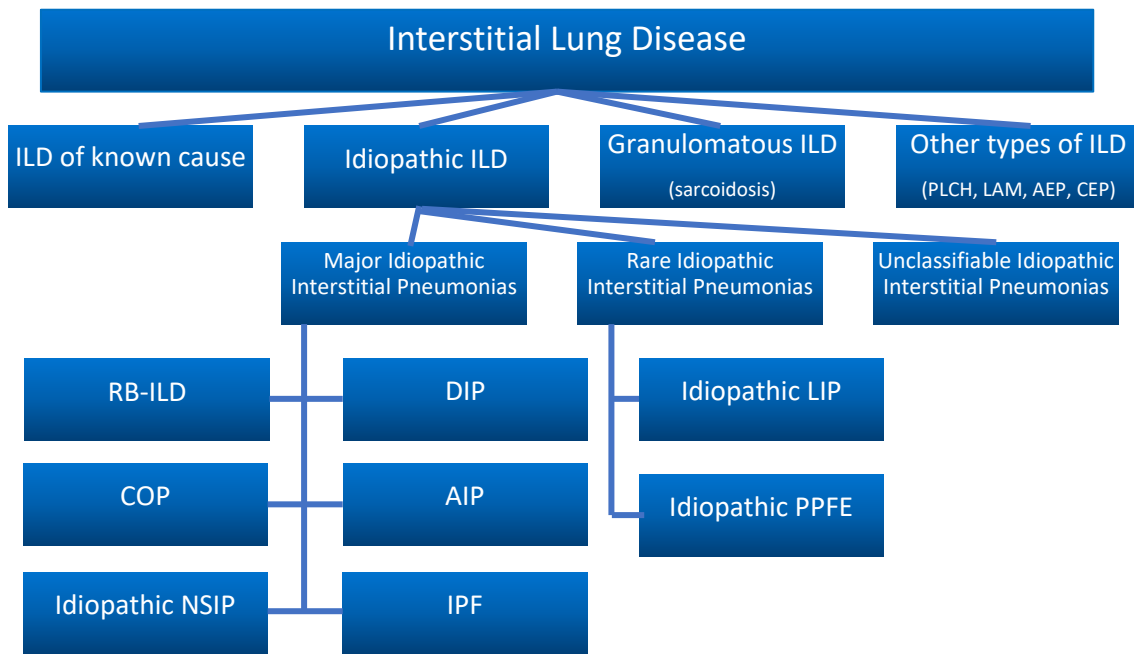 Interstitial Lung Disease
ILD of known cause
Idiopathic ILD
Granulomatous ILD
(sarcoidosis)
Other types of ILD
(PLCH, LAM, AEP, CEP)
Major Idiopathic
Interstitial Pneumonias
Rare Idiopathic
Interstitial Pneumonias
Unclassifiable Idiopathic
Interstitial Pneumonias
RB-ILD
DIP
Idiopathic LIP
COP
AIP
Idiopathic PPFE
Idiopathic NSIP
IPF